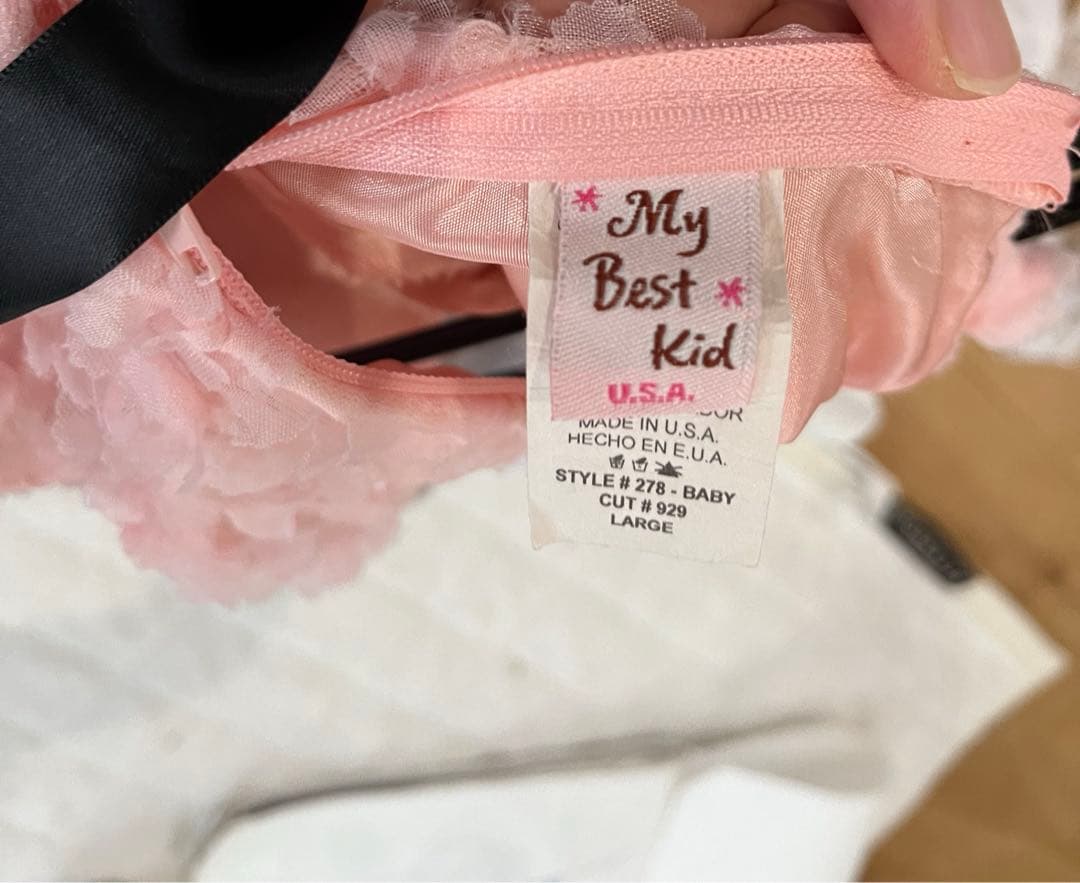 My
Best
Kid
U.S.A.
MADE IN U.S.A.
HECHO EN E.U.A.
STYLE # 278 - BABY
CUT # 929
LARGE